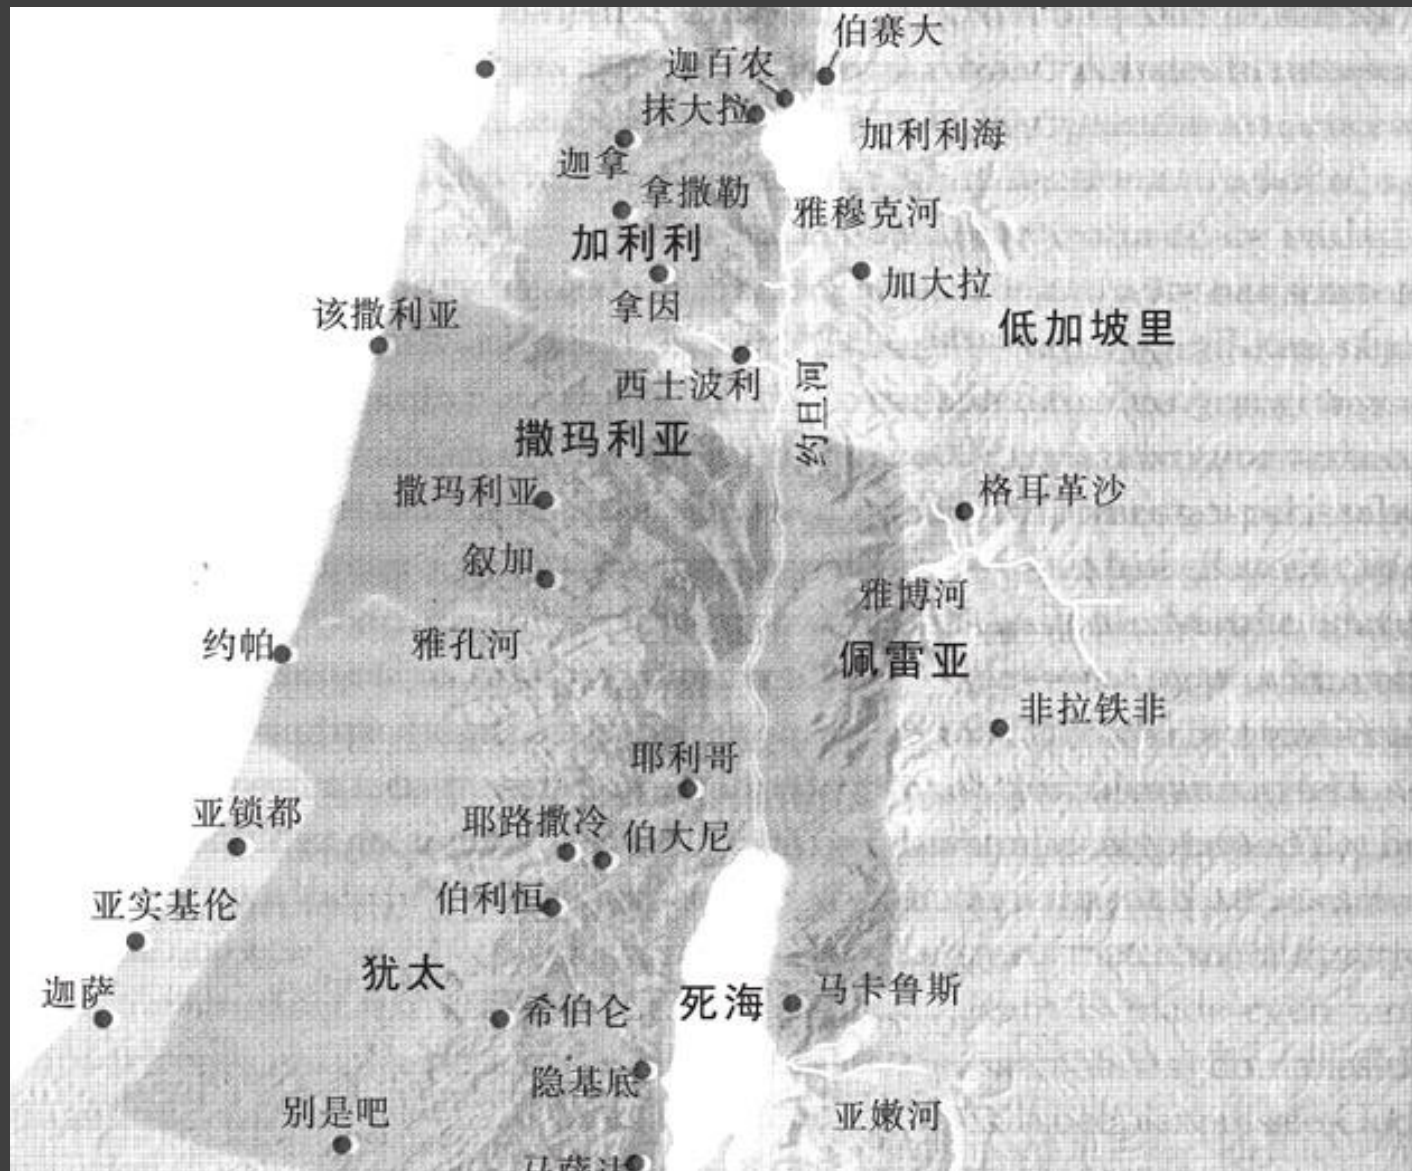 伯赛大
迦百农
抹大拉
加利利海
迦拿
拿撒勒
雅穆克河
加利利
加大拉
拿因
该撒利亚
低加坡里
西士波利
约旦河
撒玛利亚
撒玛利亚
格耳革沙
叙加
雅博河
约帕
雅孔河
佩雷亚
非拉铁非
耶利哥
亚锁都
耶路撒冷
伯大尼
亚实基伦
伯利恒
犹太
迦萨
死海
马卡鲁斯
希伯仑
隐基底
别是吧
亚嫩河